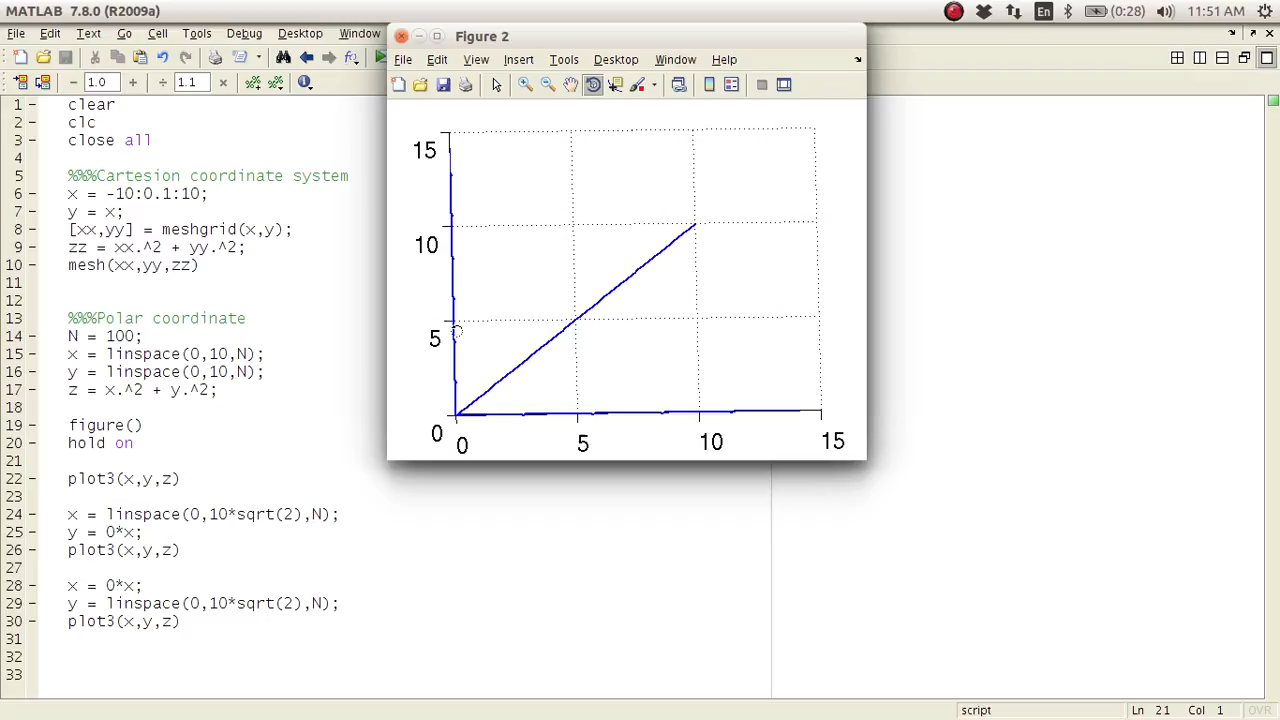 MATLAB 7.8.0 (R2009a)
En
(0:28)
11:51 AM
File Edit Text Go Cell Tools Debug Desktop Window
1.0
1.1
1 clear
2 clc
3 close all
4
5 %%%Cartesion coordinate system
6 x = -10:0.1:10;
7 y = x;
8 [xx,yy] = meshgrid(x,y);
9 zz = xx.^2 + yy.^2;
10 mesh(xx,yy,zz)
11
12
13 %%%Polar coordinate
14 N = 100;
15 x = linspace(0,10,N);
16 y = linspace(0,10,N);
17 z = x.^2 + y.^2;
18
19 figure()
20 hold on
21
22 plot3(x,y,z)
23
24 x = linspace(0,10*sqrt(2),N);
25 y = 0*x;
26 plot3(x,y,z)
27
28 x = 0*x;
29 y = linspace(0,10*sqrt(2),N);
30 plot3(x,y,z)
31
32
33
Figure 2
File Edit View Insert Tools Desktop Window Help
15
10
5
0
0 5 10 15
script
Ln 21 Col 1 OVR